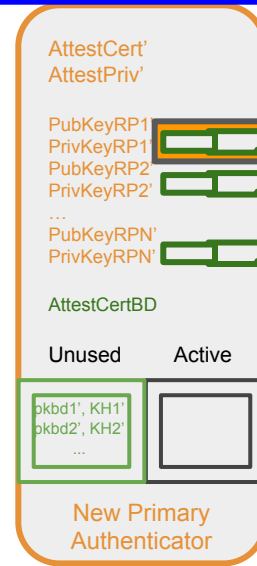 AttestCert’
AttestPriv’
PubKeyRP1’
PrivKeyRP1’
PubKeyRP2’
PrivKeyRP2’
…
PubKeyRPN’
PrivKeyRPN’
AttestCertBD
Unused Active
pkbd1’, KH1’
pkbd2’, KH2’
...
New Primary
Authenticator